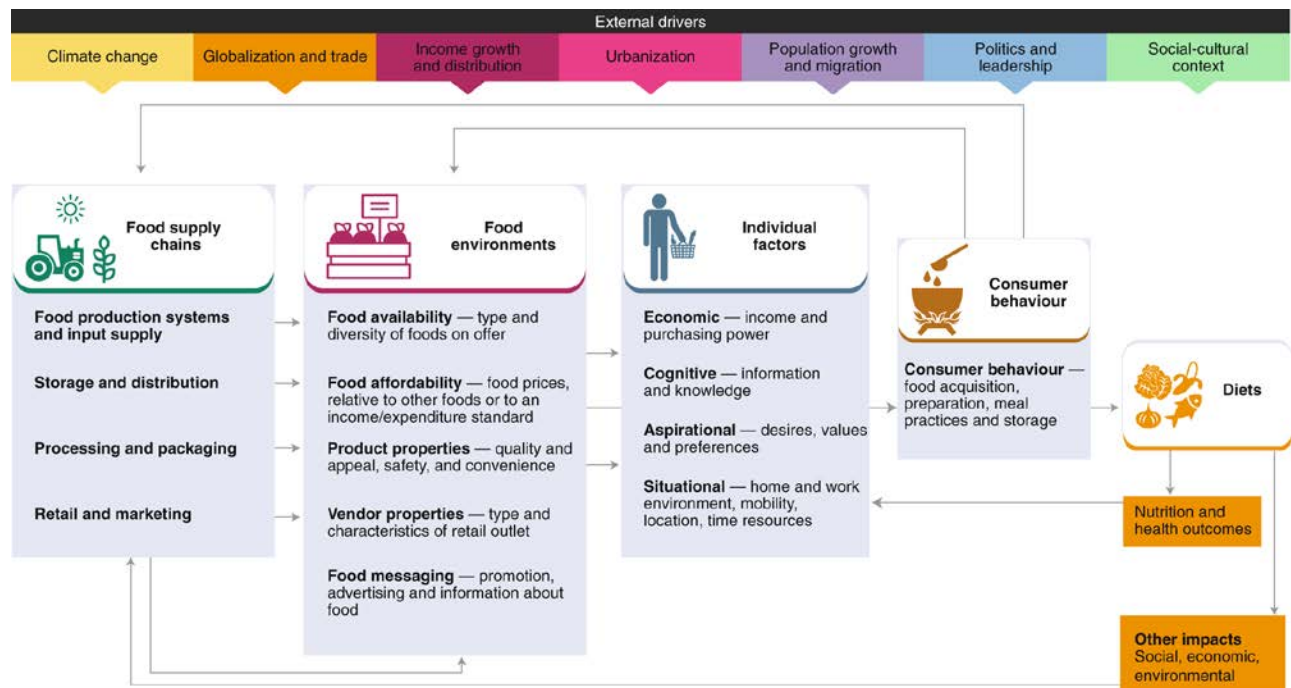 External drivers
Climate change
Globalization and trade
Income growth
and distribution
Urbanization
Population growth
and migration
Politics and
leadership
Social-cultural
context
Food supply
chains
Food production systems
and input supply
Storage and distribution
Processing and packaging
Retail and marketing
Food
environments
Food availability — type and
diversity of foods on offer
Food affordability — food prices,
relative to other foods or to an
income/expenditure standard
Product properties — quality and
appeal, safety, and convenience
Vendor properties — type and
characteristics of retail outlet
Food messaging — promotion,
advertising and information about
food
Individual
factors
Economic — income and
purchasing power
Cognitive — information
and knowledge
Aspirational — desires, values
and preferences
Situational — home and work
environment, mobility,
location, time resources
Consumer
behaviour
Consumer behaviour —
food acquisition,
preparation, meal
practices and storage
Diets
Nutrition and
health outcomes
Other impacts
Social, economic,
environmental